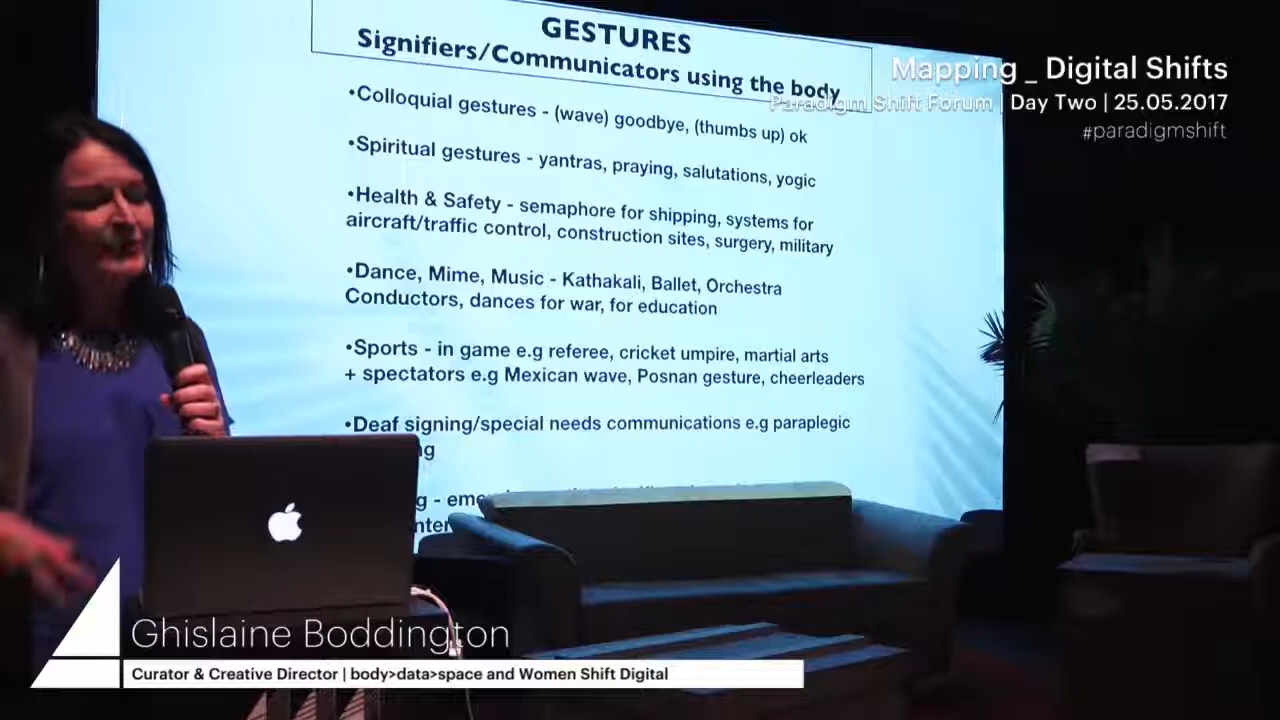 GESTURES
Signifiers/Communicators using the body
•Colloquial gestures - (wave) goodbye, (thumbs up) ok
•Spiritual gestures - yantras, praying, salutations, yogic
•Health & Safety - semaphore for shipping, systems for
aircraft/traffic control, construction sites, surgery, military
•Dance, Mime, Music - Kathakali, Ballet, Orchestra
Conductors, dances for war, for education
•Sports - in game e.g referee, cricket umpire, martial arts
+ spectators e.g Mexican wave, Posnan gesture, cheerleaders
•Deaf signing/special needs communications e.g paraplegic
Mapping _ Digital Shifts
Paradigm Shift Forum | Day Two | 25.05.2017
#paradigmshift
Ghislaine Boddington
Curator & Creative Director | body>data>space and Women Shift Digital